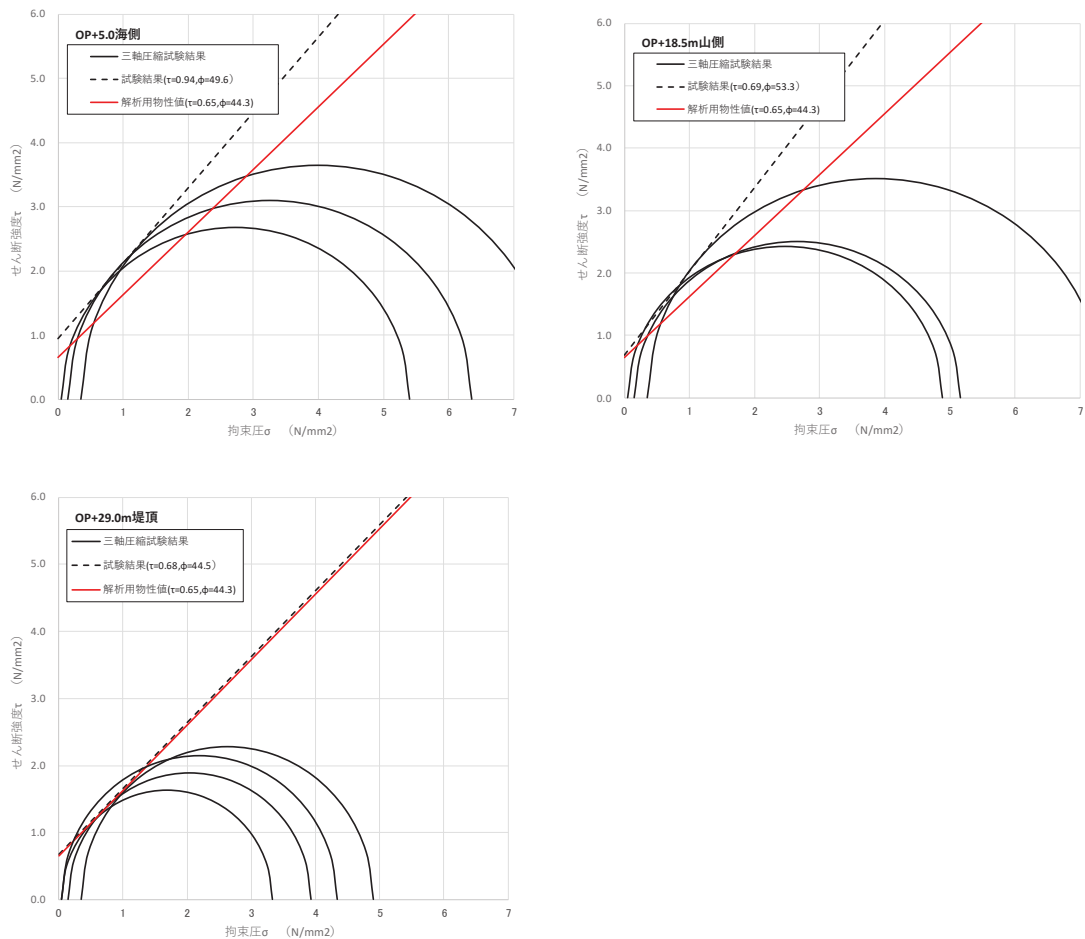 OP+5.0海側
三軸圧縮試験結果
試験結果(τ=0.94,ϕ=49.6)
解析用物性値(τ=0.65,ϕ=44.3)
6.0
5.0
4.0
3.0
2.0
1.0
0.0
せん断強度τ (N/mm2)
0
1
2
3
4
5
6
7
拘束圧σ (N/mm2)
OP+18.5m山側
三軸圧縮試験結果
試験結果(τ=0.69,ϕ=53.3)
解析用物性値(τ=0.65,ϕ=44.3)
6.0
5.0
4.0
3.0
2.0
1.0
0.0
せん断強度τ (N/mm2)
0
1
2
3
4
5
6
7
拘束圧σ (N/mm2)
OP+29.0m堤頂
三軸圧縮試験結果
試験結果(τ=0.68,ϕ=44.5)
解析用物性値(τ=0.65,ϕ=44.3)
6.0
5.0
4.0
3.0
2.0
1.0
0.0
せん断強度τ (N/mm2)
0
1
2
3
4
5
6
7
拘束圧σ (N/mm2)